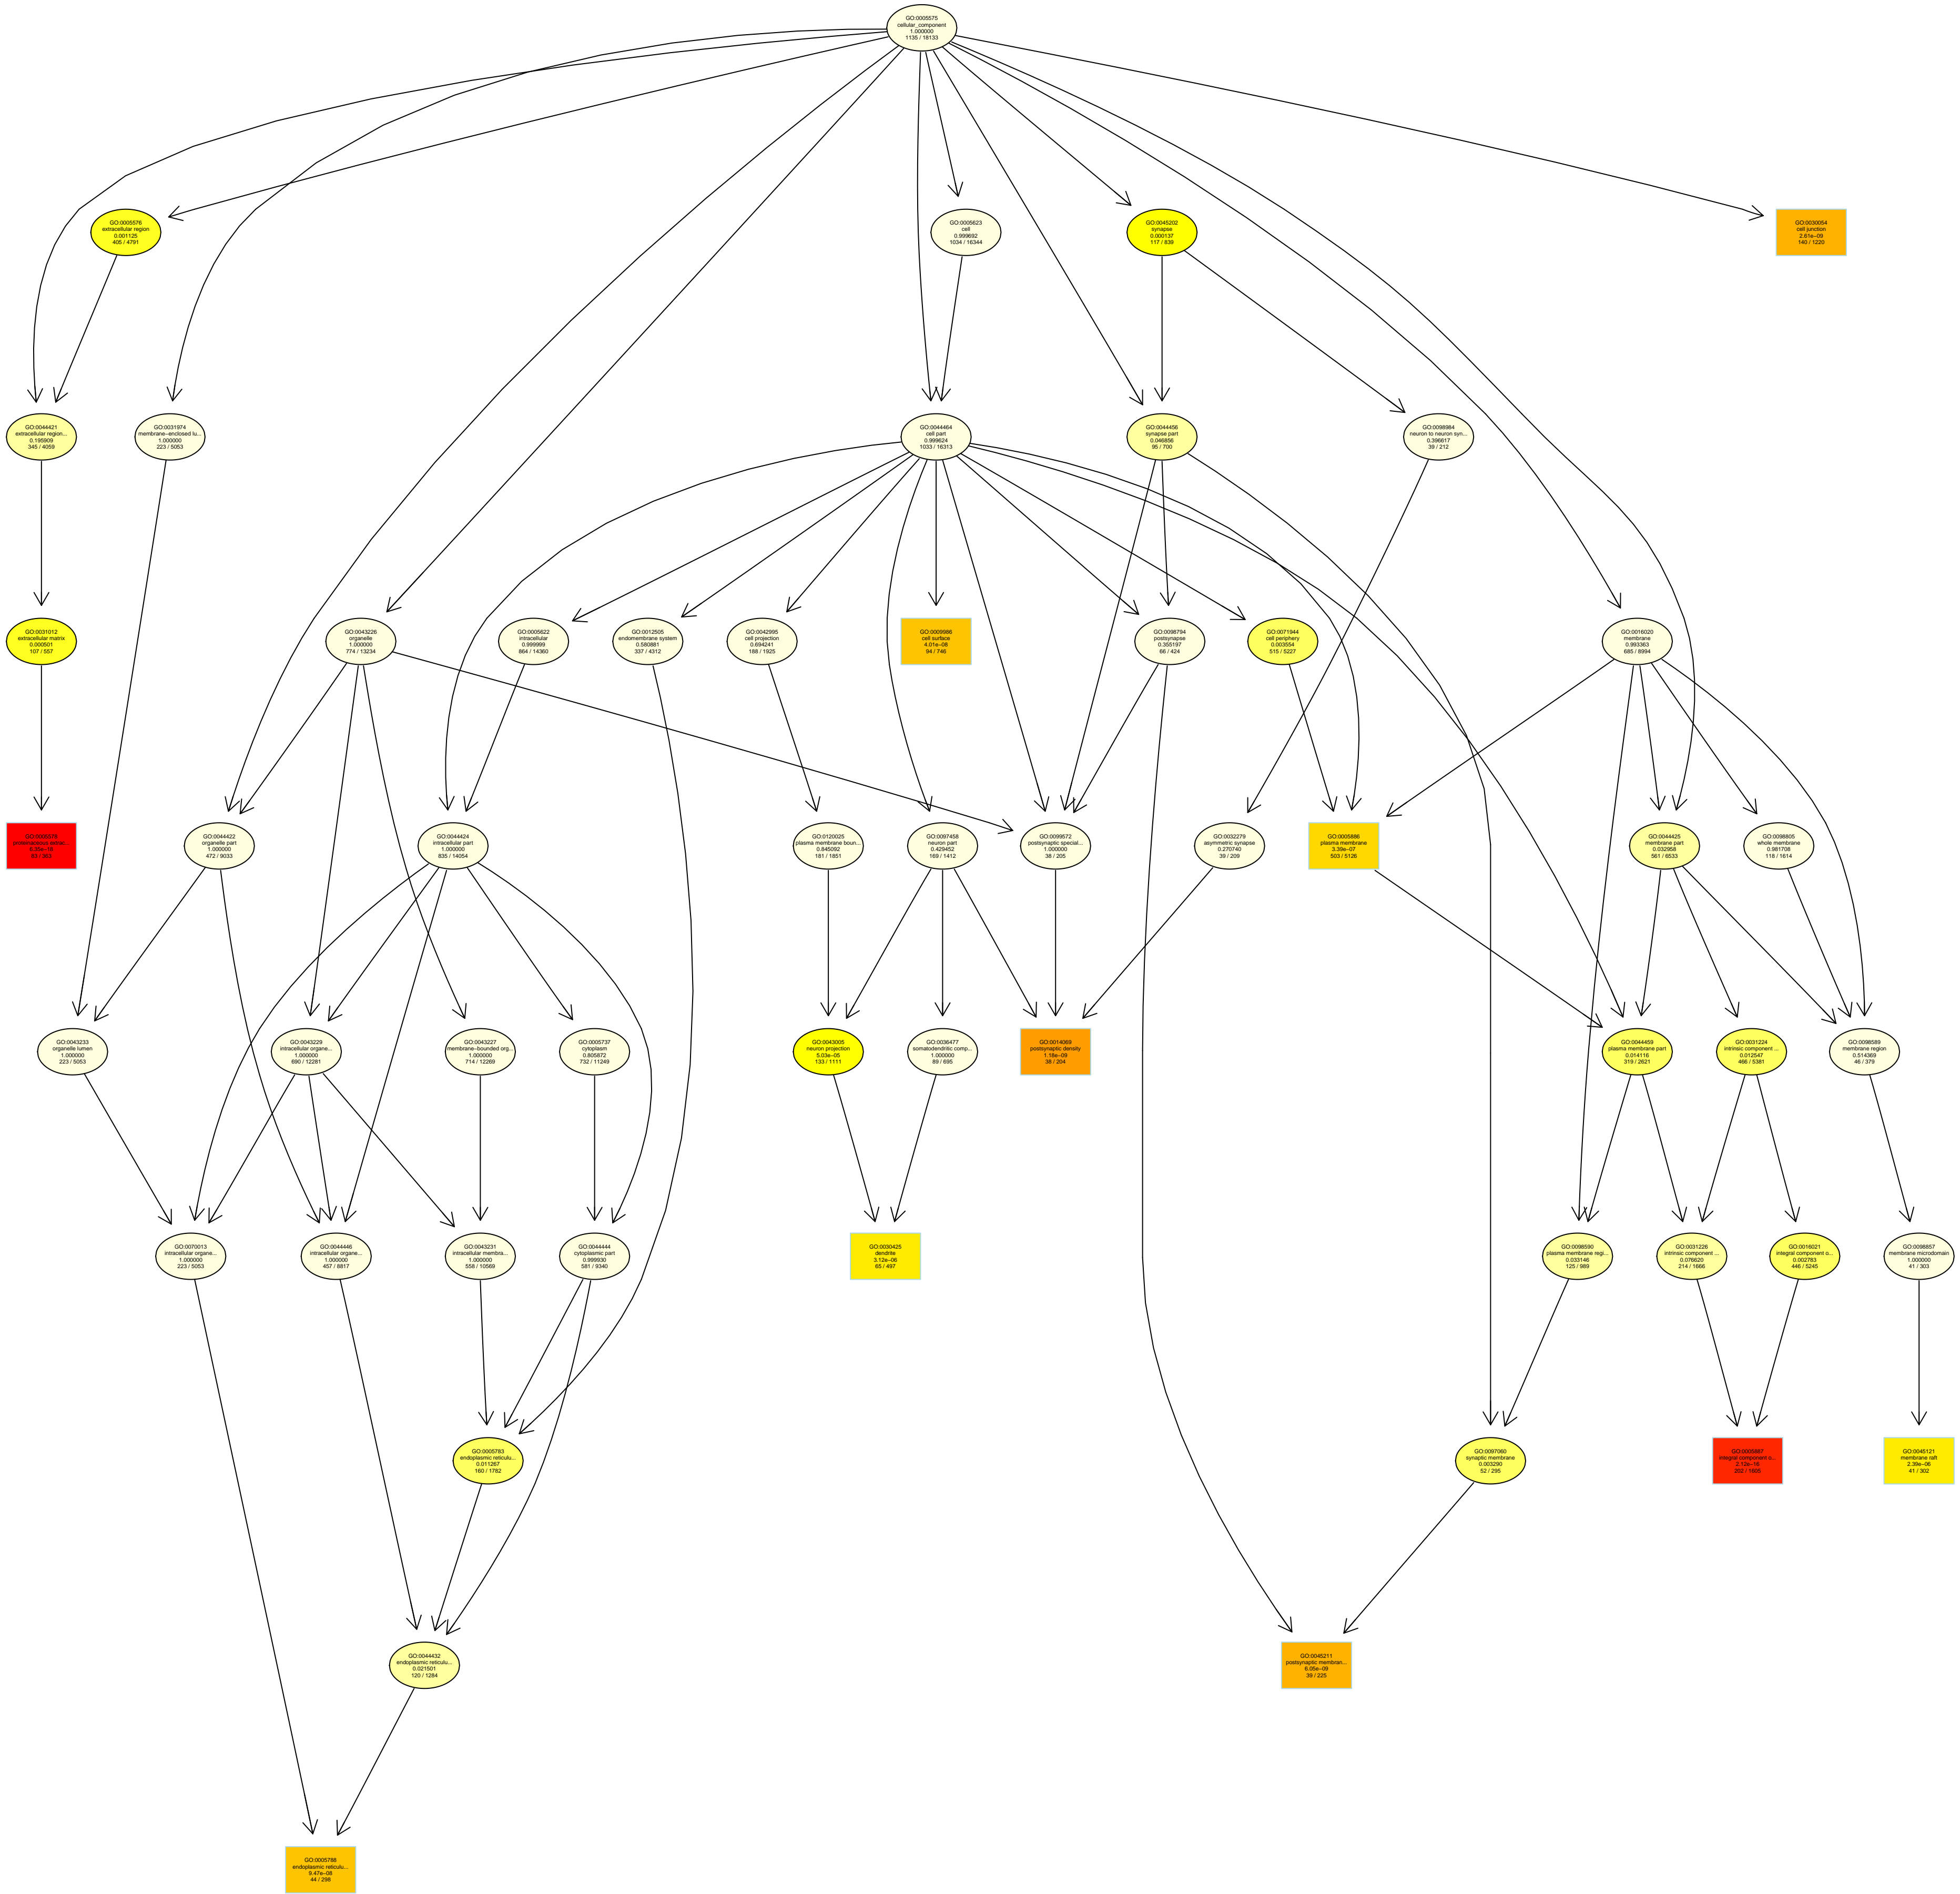 GO:0005575
cellular_component
1.000000
1135 / 18133
GO:0005576
extracellular region
0.001125
405 / 4791
GO:0005623
cell
0.999692
1034 / 16344
GO:0045202
synapse
0.000137
117 / 839
GO:0030054
cell junction
2.61e−09
140 / 1220
GO:0044421
extracellular region...
0.195909
345 / 4059
GO:0031974
membrane−enclosed lu...
1.000000
223 / 5053
GO:0044464
cell part
0.999624
1033 / 16313
GO:0044456
synapse part
0.046856
95 / 700
GO:0098984
neuron to neuron syn...
0.396617
39 / 212
GO:0031012
extracellular matrix
0.000501
107 / 557
GO:0043226
organelle
1.000000
774 / 13234
GO:0005622
intracellular
0.999999
864 / 14360
GO:0012505
endomembrane system
0.580881
337 / 4312
GO:0042995
cell projection
0.694241
188 / 1925
GO:0009986
cell surface
4.01e−08
94 / 746
GO:0098794
postsynapse
0.355197
66 / 424
GO:0071944
cell periphery
0.003554
515 / 5227
GO:0016020
membrane
0.993363
685 / 8994
GO:0044422
organelle part
1.000000
472 / 9033
GO:0044424
intracellular part
1.000000
835 / 14054
GO:0120025
plasma membrane boun...
0.845092
181 / 1851
GO:0097458
neuron part
0.429452
169 / 1412
GO:0099572
postsynaptic special...
1.000000
38 / 205
GO:0032279
asymmetric synapse
0.270740
39 / 209
GO:0005886
plasma membrane
3.39e−07
503 / 5126
GO:0044425
membrane part
0.032958
561 / 6533
GO:0098805
whole membrane
0.981708
118 / 1614
GO:0043233
organelle lumen
1.000000
223 / 5053
GO:0043229
intracellular organe...
1.000000
690 / 12281
GO:0043227
membrane−bounded org...
1.000000
714 / 12269
GO:0005737
cytoplasm
0.805872
732 / 11249
GO:0043005
neuron projection
5.03e−05
133 / 1111
GO:0036477
somatodendritic comp...
1.000000
89 / 695
GO:0014069
postsynaptic density
1.18e−09
38 / 204
GO:0044459
plasma membrane part
0.014116
319 / 2621
GO:0031224
intrinsic component ...
0.012547
466 / 5381
GO:0098589
membrane region
0.514369
46 / 379
GO:0070013
intracellular organe...
1.000000
223 / 5053
GO:0044446
intracellular organe...
1.000000
457 / 8817
GO:0043231
intracellular membra...
1.000000
558 / 10569
GO:0044444
cytoplasmic part
0.999930
581 / 9340
GO:0030425
dendrite
3.12e−06
65 / 497
GO:0098590
plasma membrane regi...
0.033146
125 / 989
GO:0031226
intrinsic component ...
0.076620
214 / 1666
GO:0016021
integral component o...
0.002783
446 / 5245
GO:0098857
membrane microdomain
1.000000
41 / 303
GO:0005783
endoplasmic reticulu...
0.011267
160 / 1782
GO:0097060
synaptic membrane
0.003290
52 / 295
GO:0005887
integral component o...
2.12e−16
202 / 1605
GO:0045121
membrane raft
2.39e−06
41 / 302
GO:0044432
endoplasmic reticulu...
0.021501
120 / 1284
GO:0045211
postsynaptic membran...
6.05e−09
39 / 225
GO:0005788
endoplasmic reticulu...
9.47e−08
44 / 298